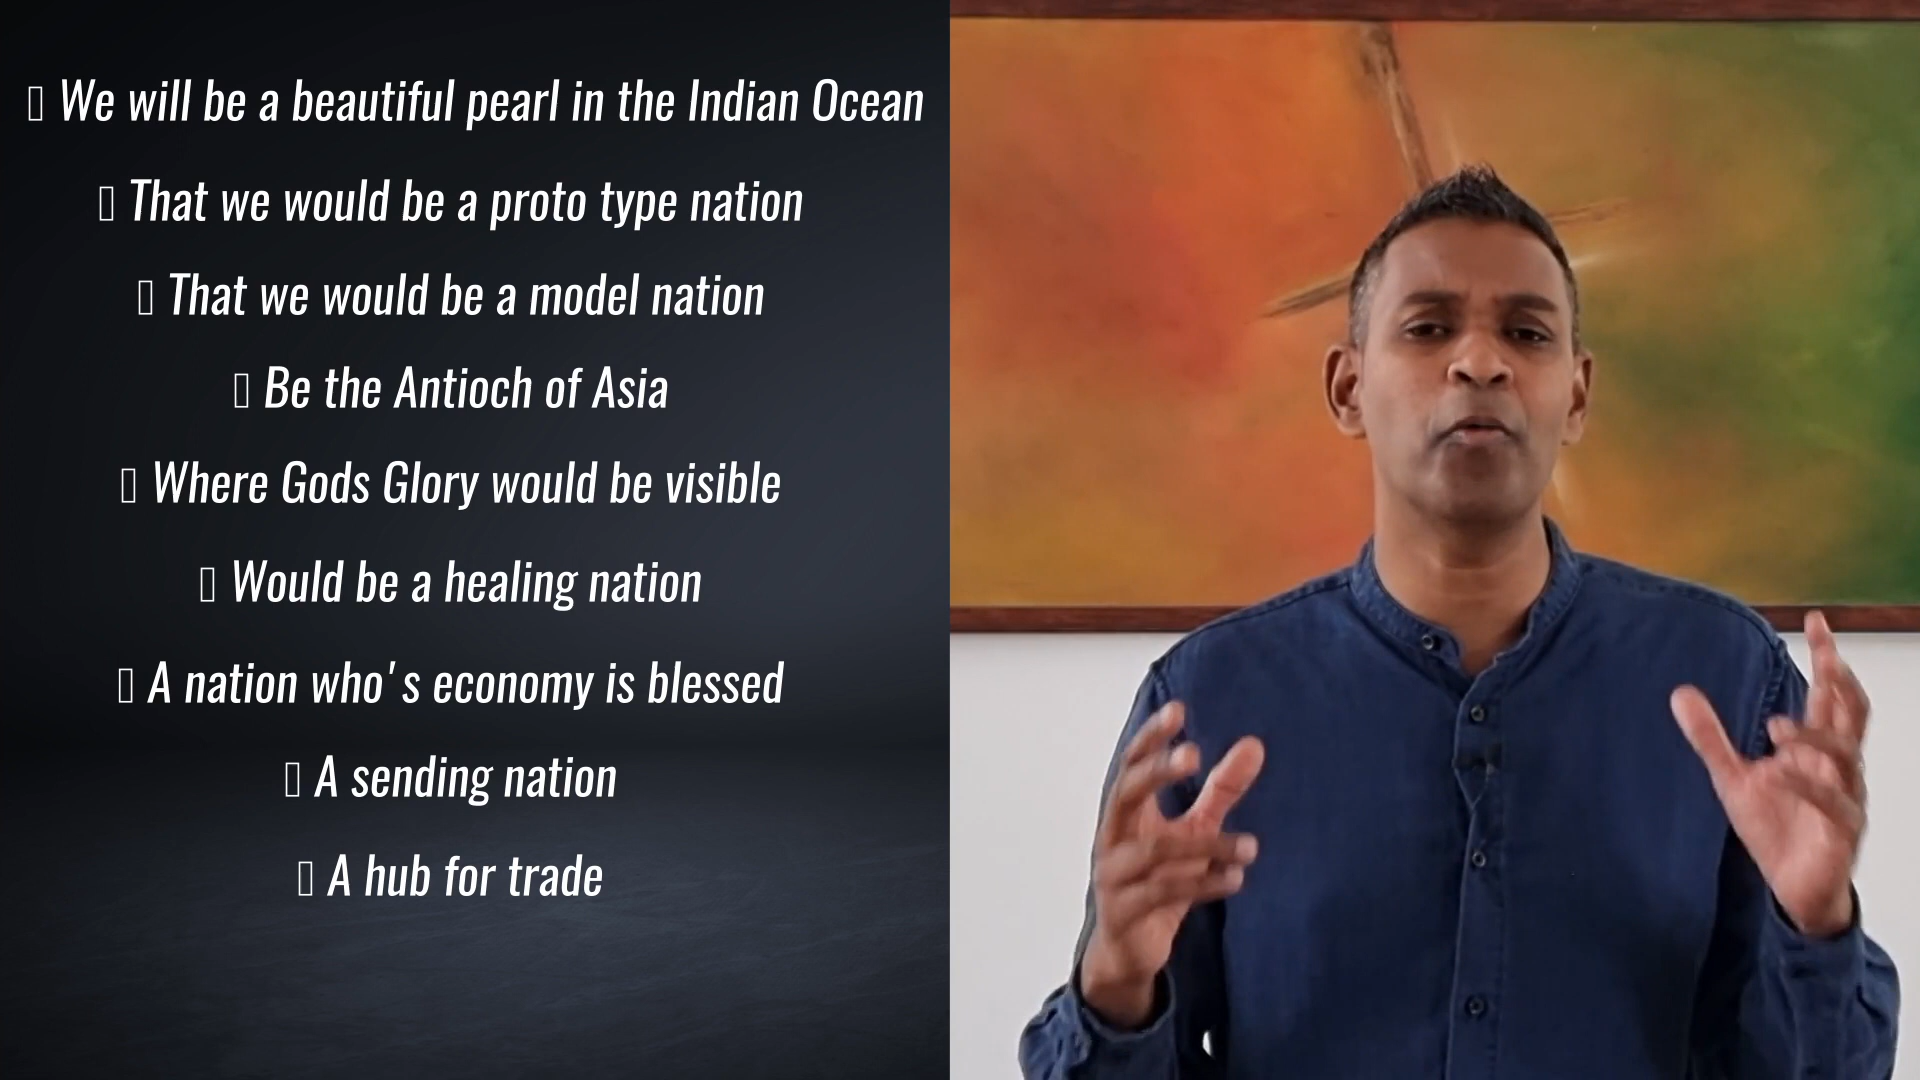 ▯ We will be a beautiful pearl in the Indian Ocean
▯ That we would be a proto type nation
▯ That we would be a model nation
▯ Be the Antioch of Asia
▯ Where Gods Glory would be visible
▯ Would be a healing nation
▯ A nation who's economy is blessed
▯ A sending nation
▯ A hub for trade